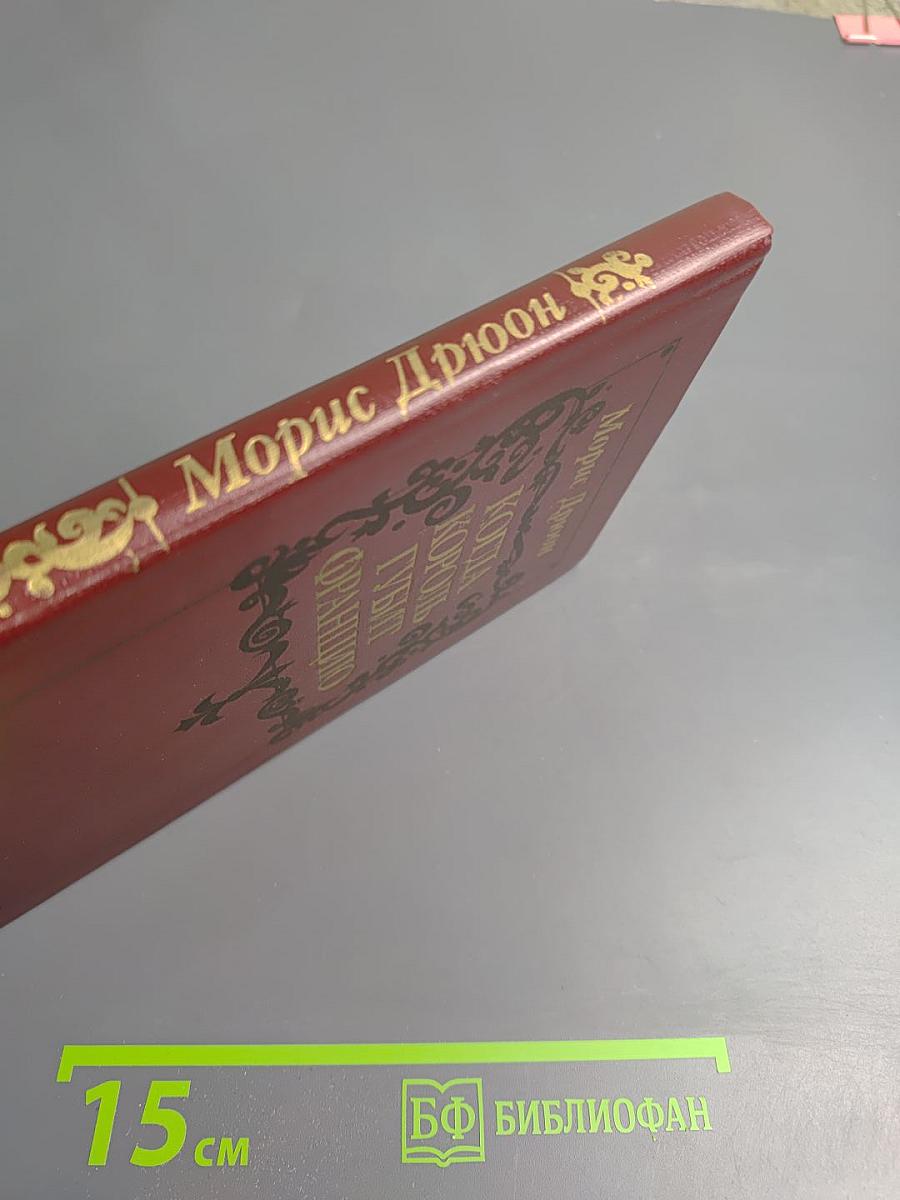 Морис Дрюон
Морис Дрюон
КОГДА
КОРОЛЬ
ГУБИТ
ФРАНЦИЮ
15 см
БФ БИБЛИОФАН